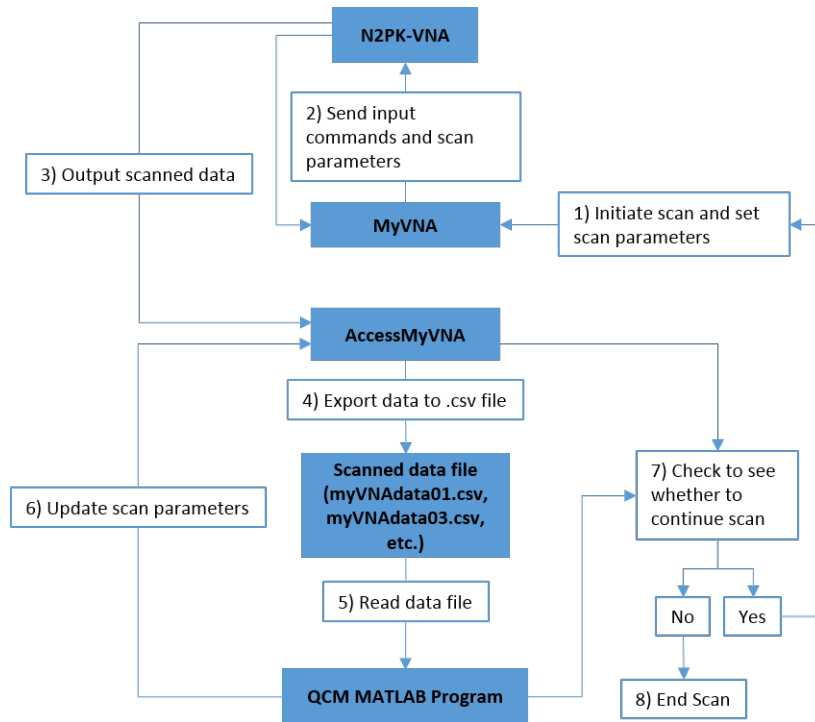 N2PK-VNA
2) Send input
commands and scan
parameters
3) Output scanned data
MyVNA
1) Initiate scan and set
scan parameters
AccessMyVNA
4) Export data to .csv file
Scanned data file
(myVNAdata01.csv,
myVNAdata03.csv,
etc.)
7) Check to see
whether to
continue scan
6) Update scan parameters
5) Read data file
No
Yes
QCM MATLAB Program
8) End Scan